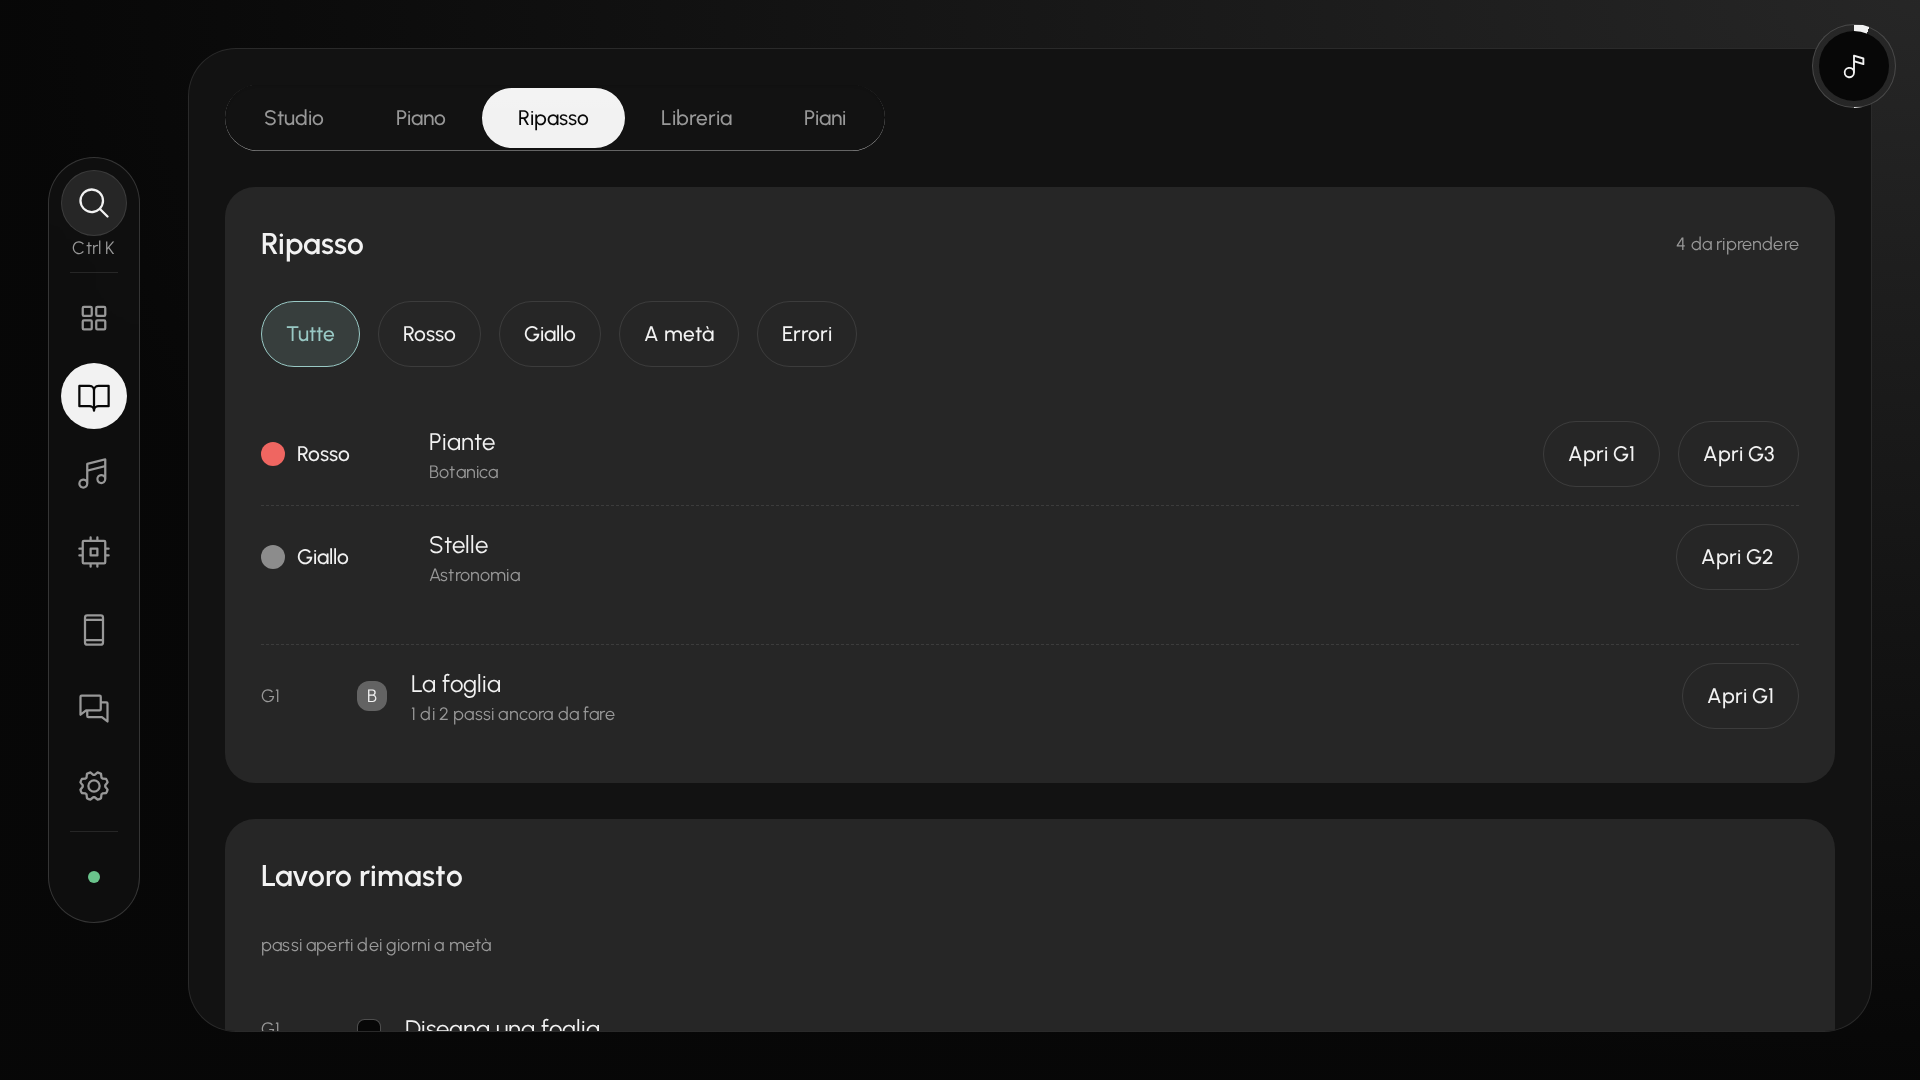 Studio
Piano
Ripasso
Libreria
Piani
Ctrl K
Ripasso
4 da riprendere
Tutte
Rosso
Giallo
A metà
Errori
Rosso
Piante
Botanica
Apri G1
Apri G3
Giallo
Stelle
Astronomia
Apri G2
G1
B
La foglia
1 di 2 passi ancora da fare
Apri G1
Lavoro rimasto
passi aperti dei giorni a metà
G1
Disegna una foglia